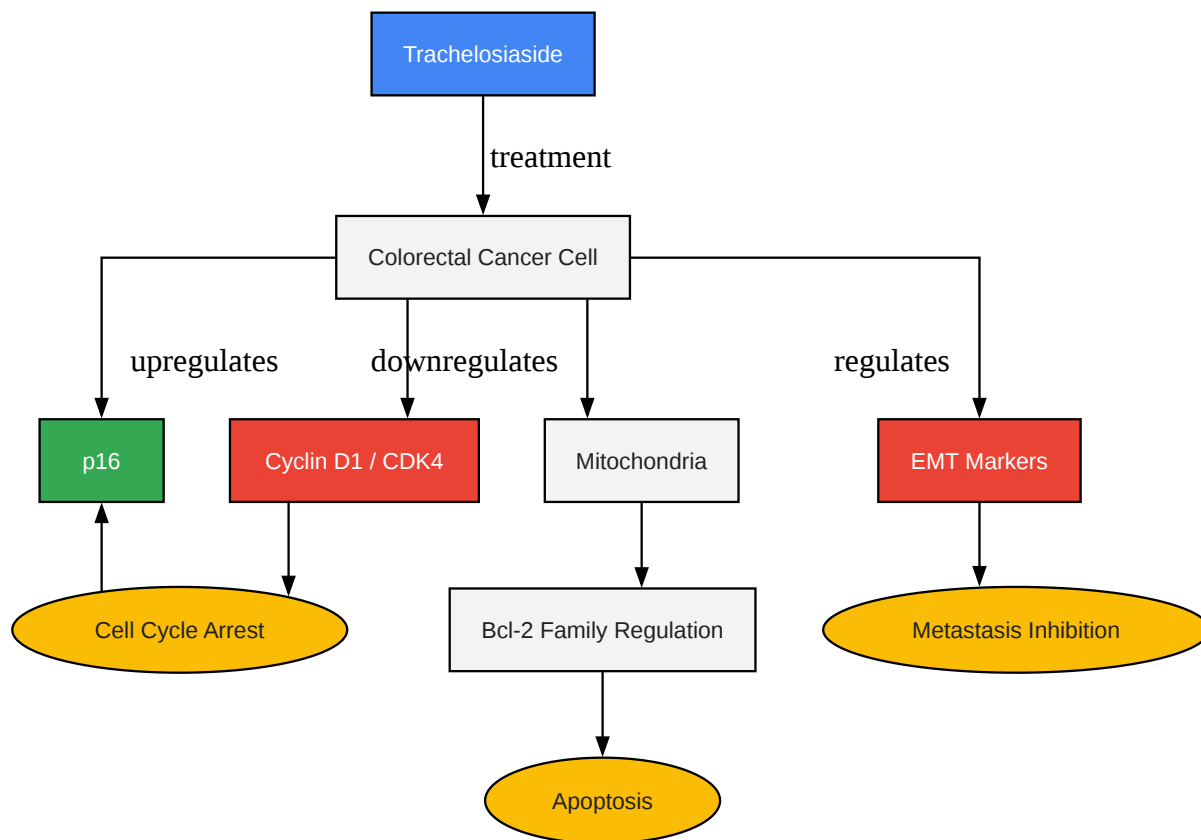 Trachelosiaside
treatment
Colorectal Cancer Cell
upregulates
downregulates
regulates
p16
Cyclin D1 / CDK4
Mitochondria
EMT Markers
Cell Cycle Arrest
Bcl-2 Family Regulation
Metastasis Inhibition
Apoptosis